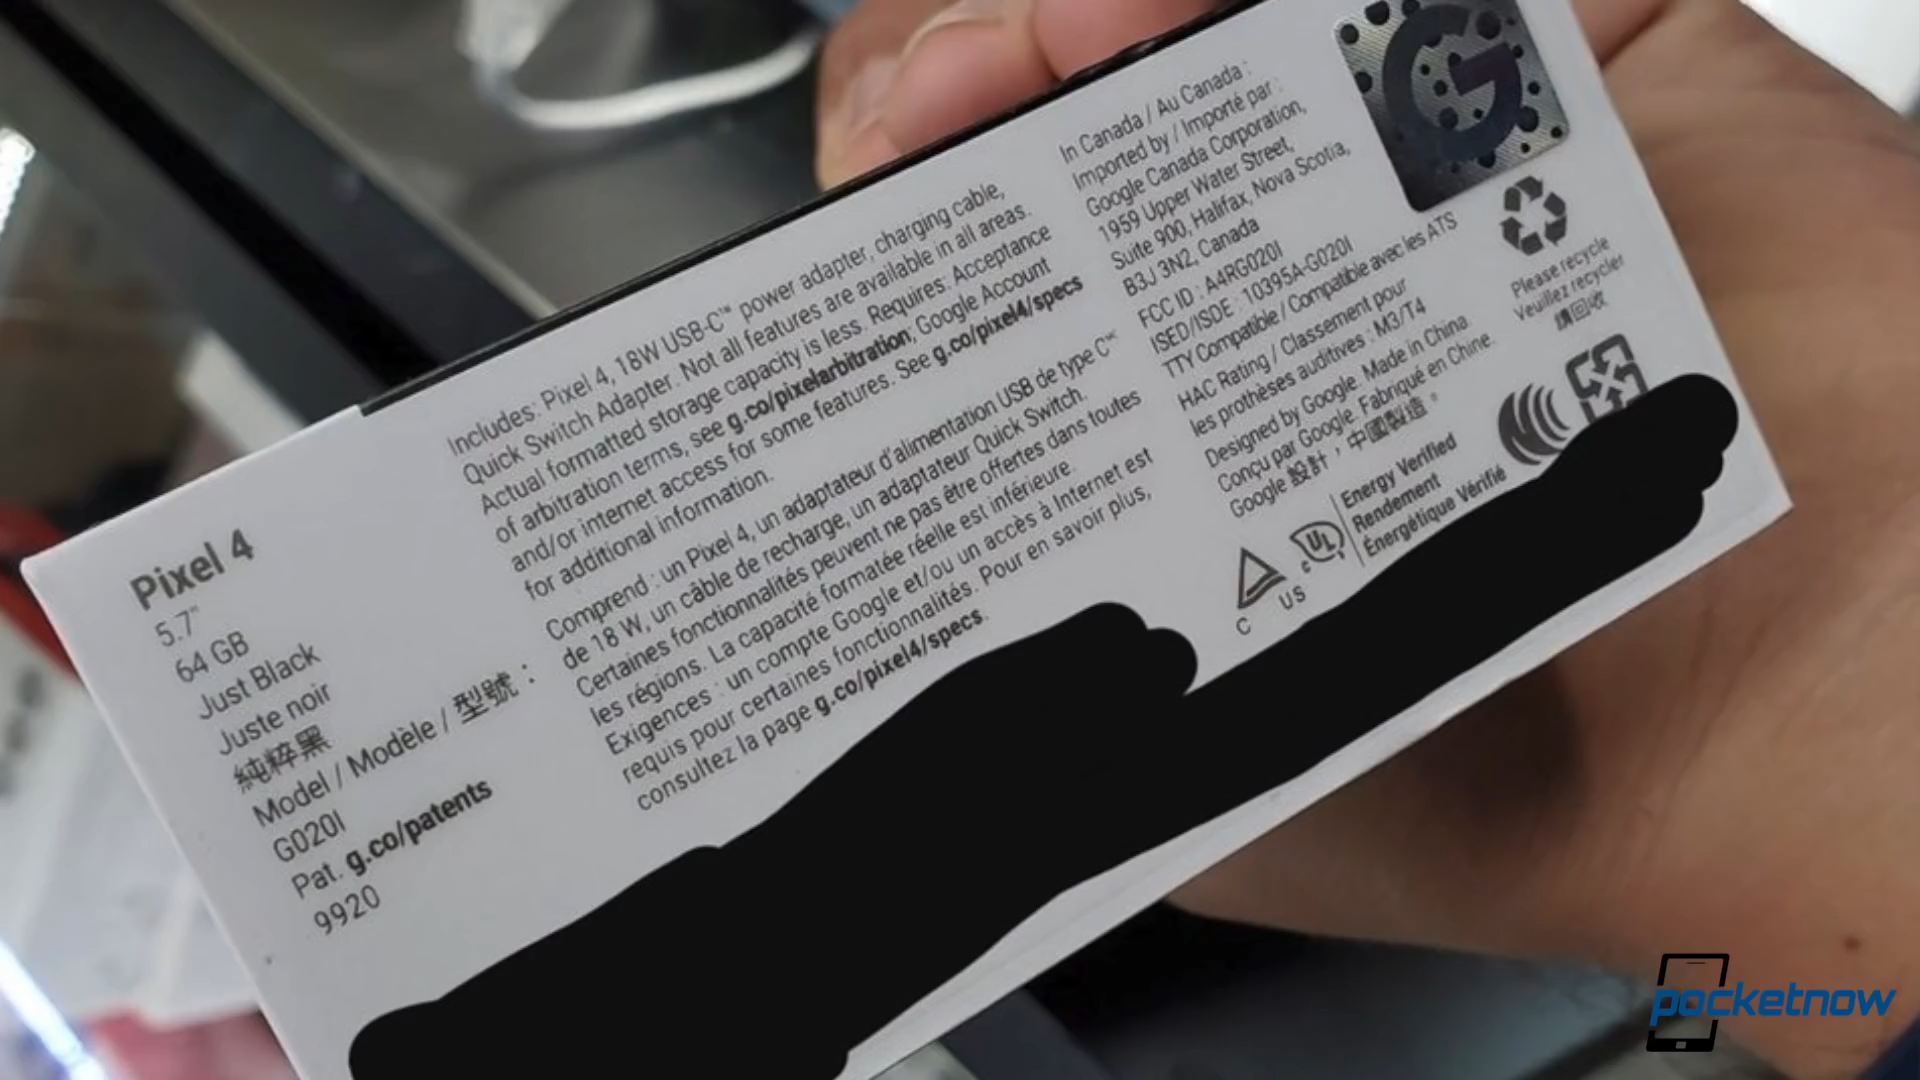 Pixel 4
5.7"
64 GB
Just Black
Juste noir
純粹黑
Model / Modèle / 型號：
G020I
Pat. g.co/patents
9920
Includes: Pixel 4, 18W USB-C™ power adapter, charging cable,
Quick Switch Adapter. Not all features are available in all areas.
Actual formatted storage capacity is less. Requires: Acceptance
of arbitration terms, see g.co/pixelarbitration; Google Account
and/or internet access for some features. See g.co/pixel4/specs
for additional information.
Comprend : un Pixel 4, un adaptateur d'alimentation USB de type C™
de 18 W, un câble de recharge, un adaptateur Quick Switch.
Certaines fonctionnalités peuvent ne pas être offertes dans toutes
les régions. La capacité formatée réelle est inférieure.
Exigences : un compte Google et/ou un accès à Internet est
requis pour certaines fonctionnalités. Pour en savoir plus,
consultez la page g.co/pixel4/specs.
In Canada / Au Canada :
Imported by / Importé par :
Google Canada Corporation,
1959 Upper Water Street,
Suite 900, Halifax, Nova Scotia,
B3J 3N2, Canada
FCC ID : A4RG020I
ISED/ISDE : 10395A-G020I
TTY Compatible / Compatible avec les ATS
HAC Rating / Classement pour
les prothèses auditives : M3/T4
Designed by Google. Made in China.
Conçu par Google. Fabriqué en Chine.
Google 設計，中國製造。
C US
c UL
Energy Verified
Rendement
Énergétique Vérifié
G
Please recycle
Veuillez recycler
請回收
pocketnow